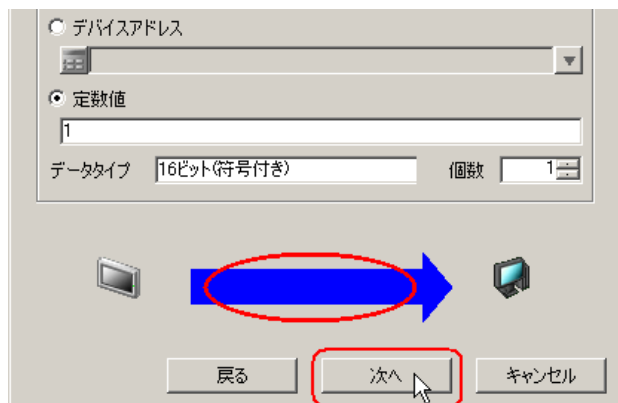 デバイスアドレス
定数値
1
データタイプ 16ビット(符号付き) 個数 1
戻る 次へ キャンセル